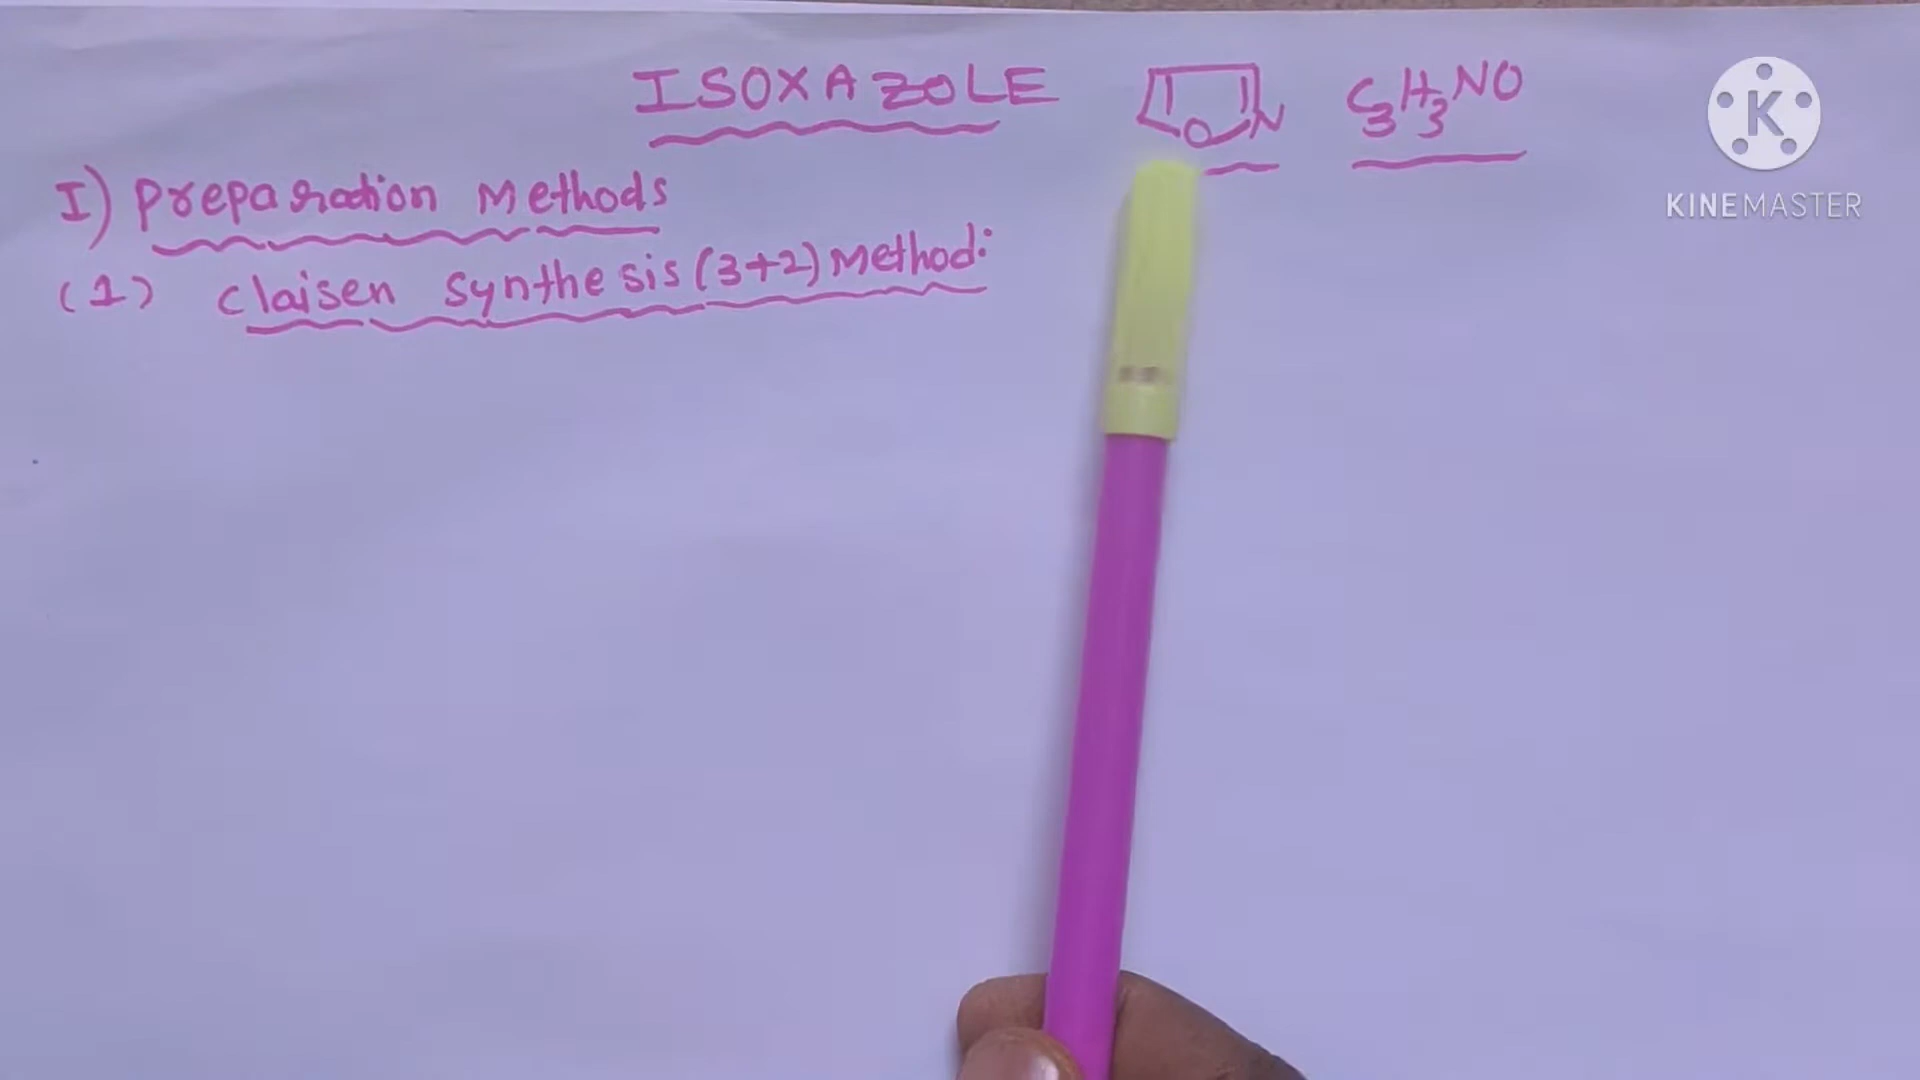 ISOXAZOLE
O N
C3H3NO
K
KINEMASTER
I) Preparation Methods
(1) Claisen synthesis (3+2) Method: